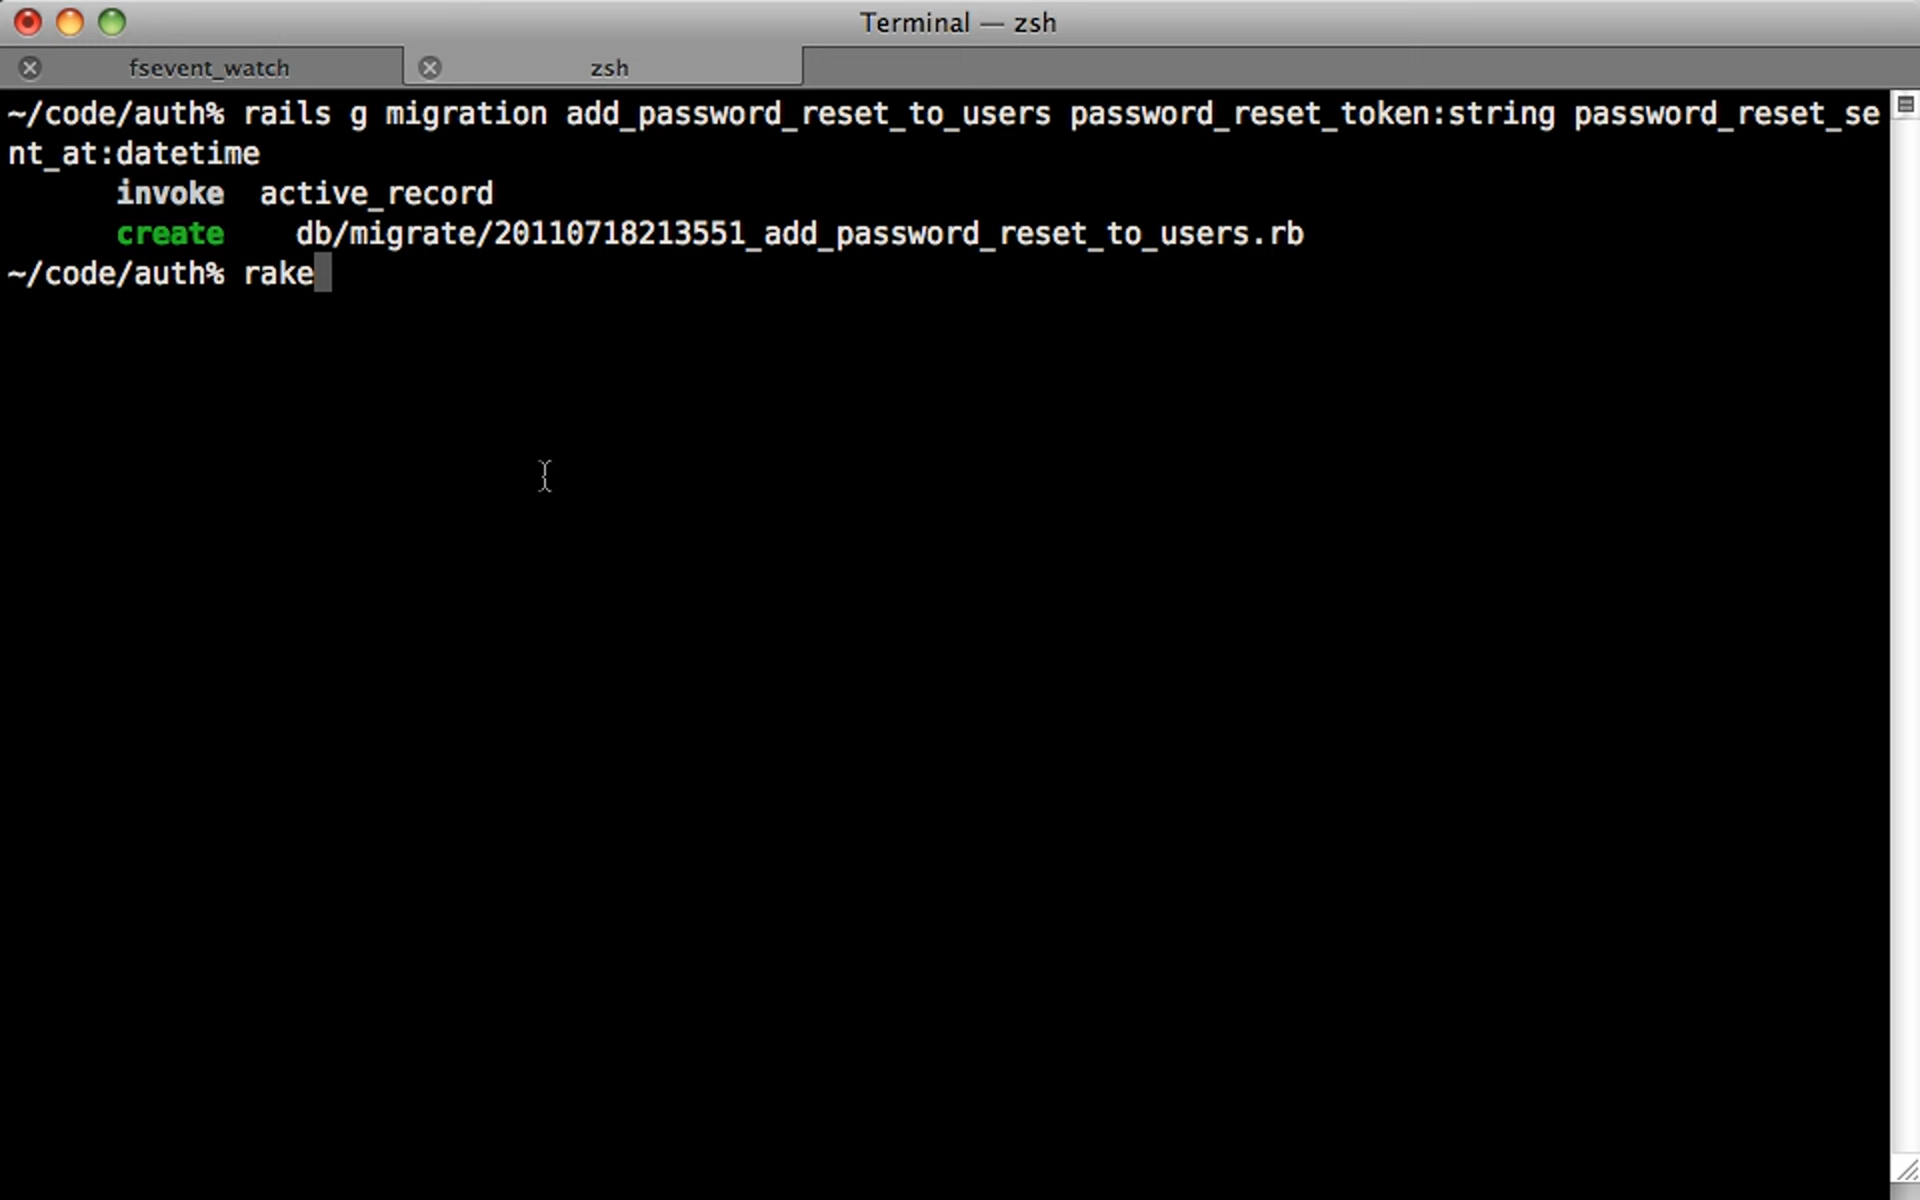 Terminal — zsh
fsevent_watch zsh
~/code/auth% rails g migration add_password_reset_to_users password_reset_token:string password_reset_se
nt_at:datetime
invoke active_record
create db/migrate/20110718213551_add_password_reset_to_users.rb
~/code/auth% rake